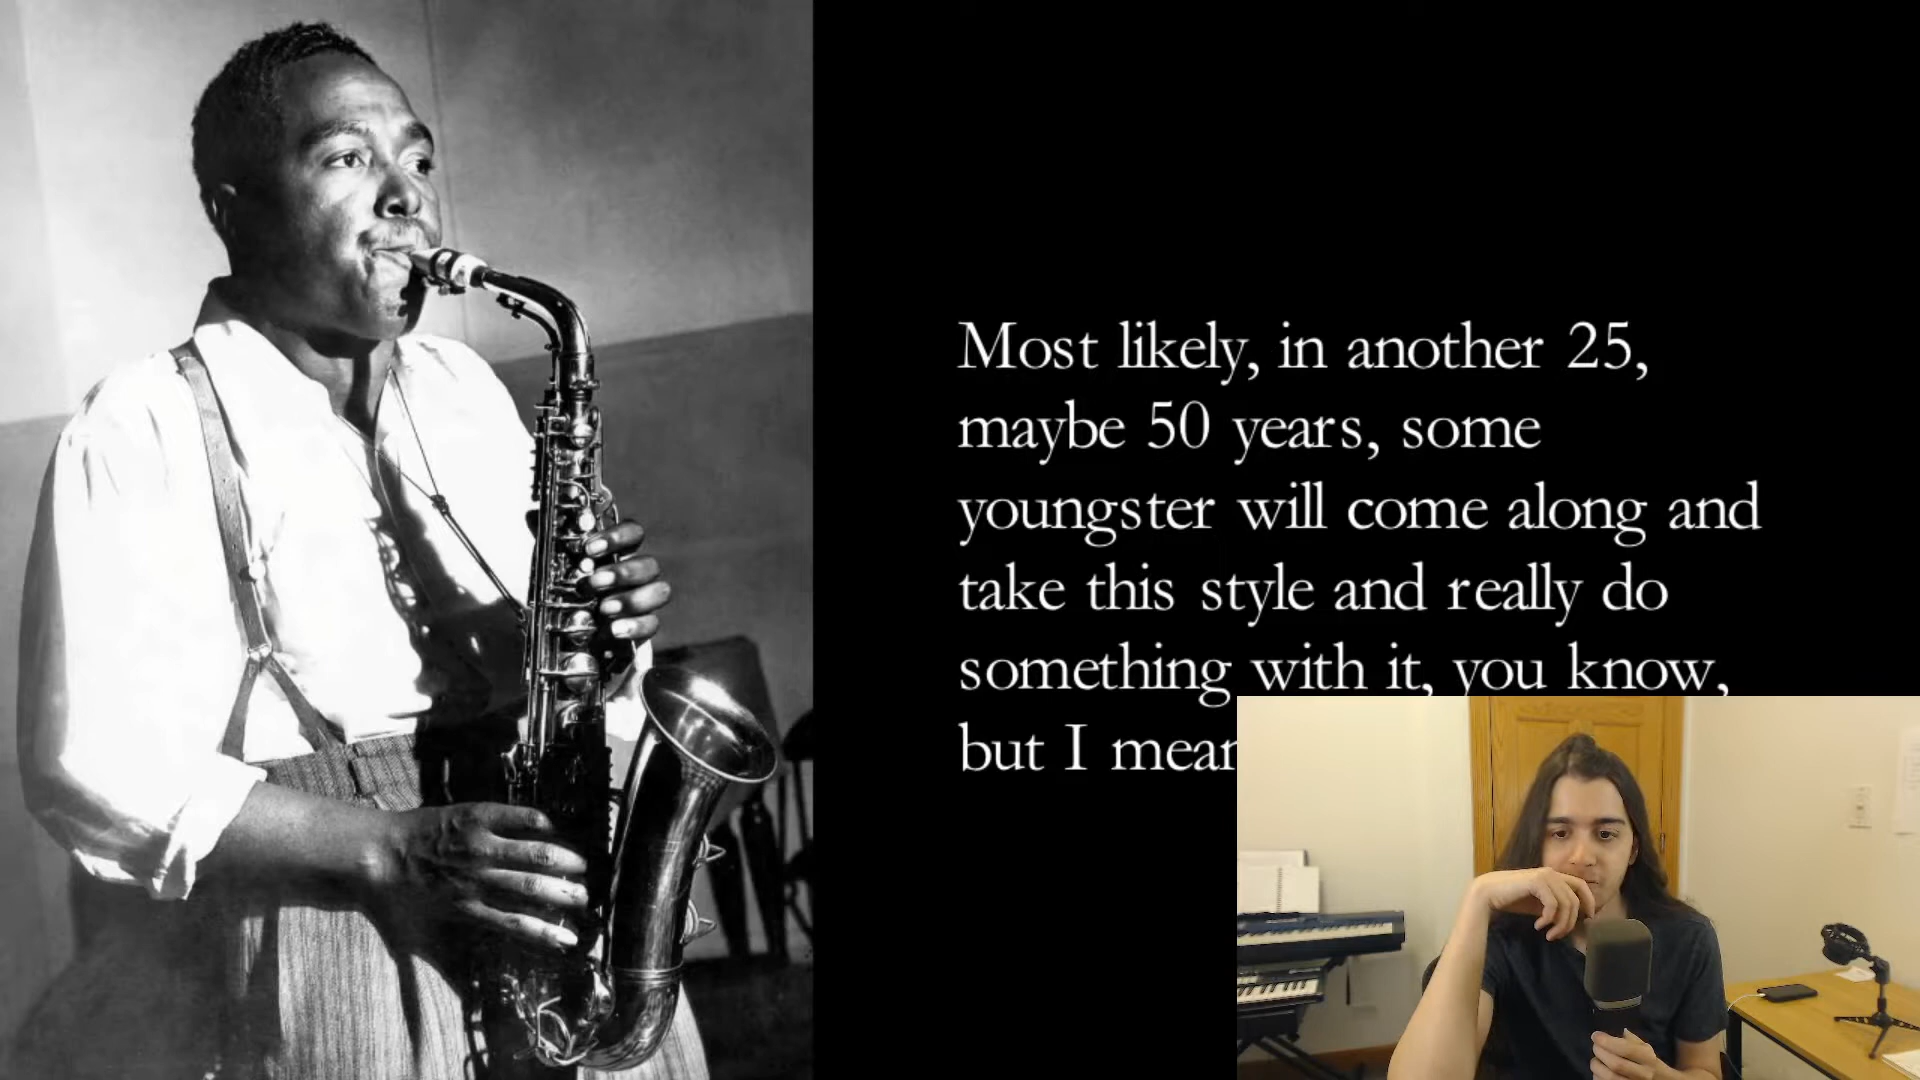 Most likely, in another 25,
maybe 50 years, some
youngster will come along and
take this style and really do
something with it, you know,
but I mean